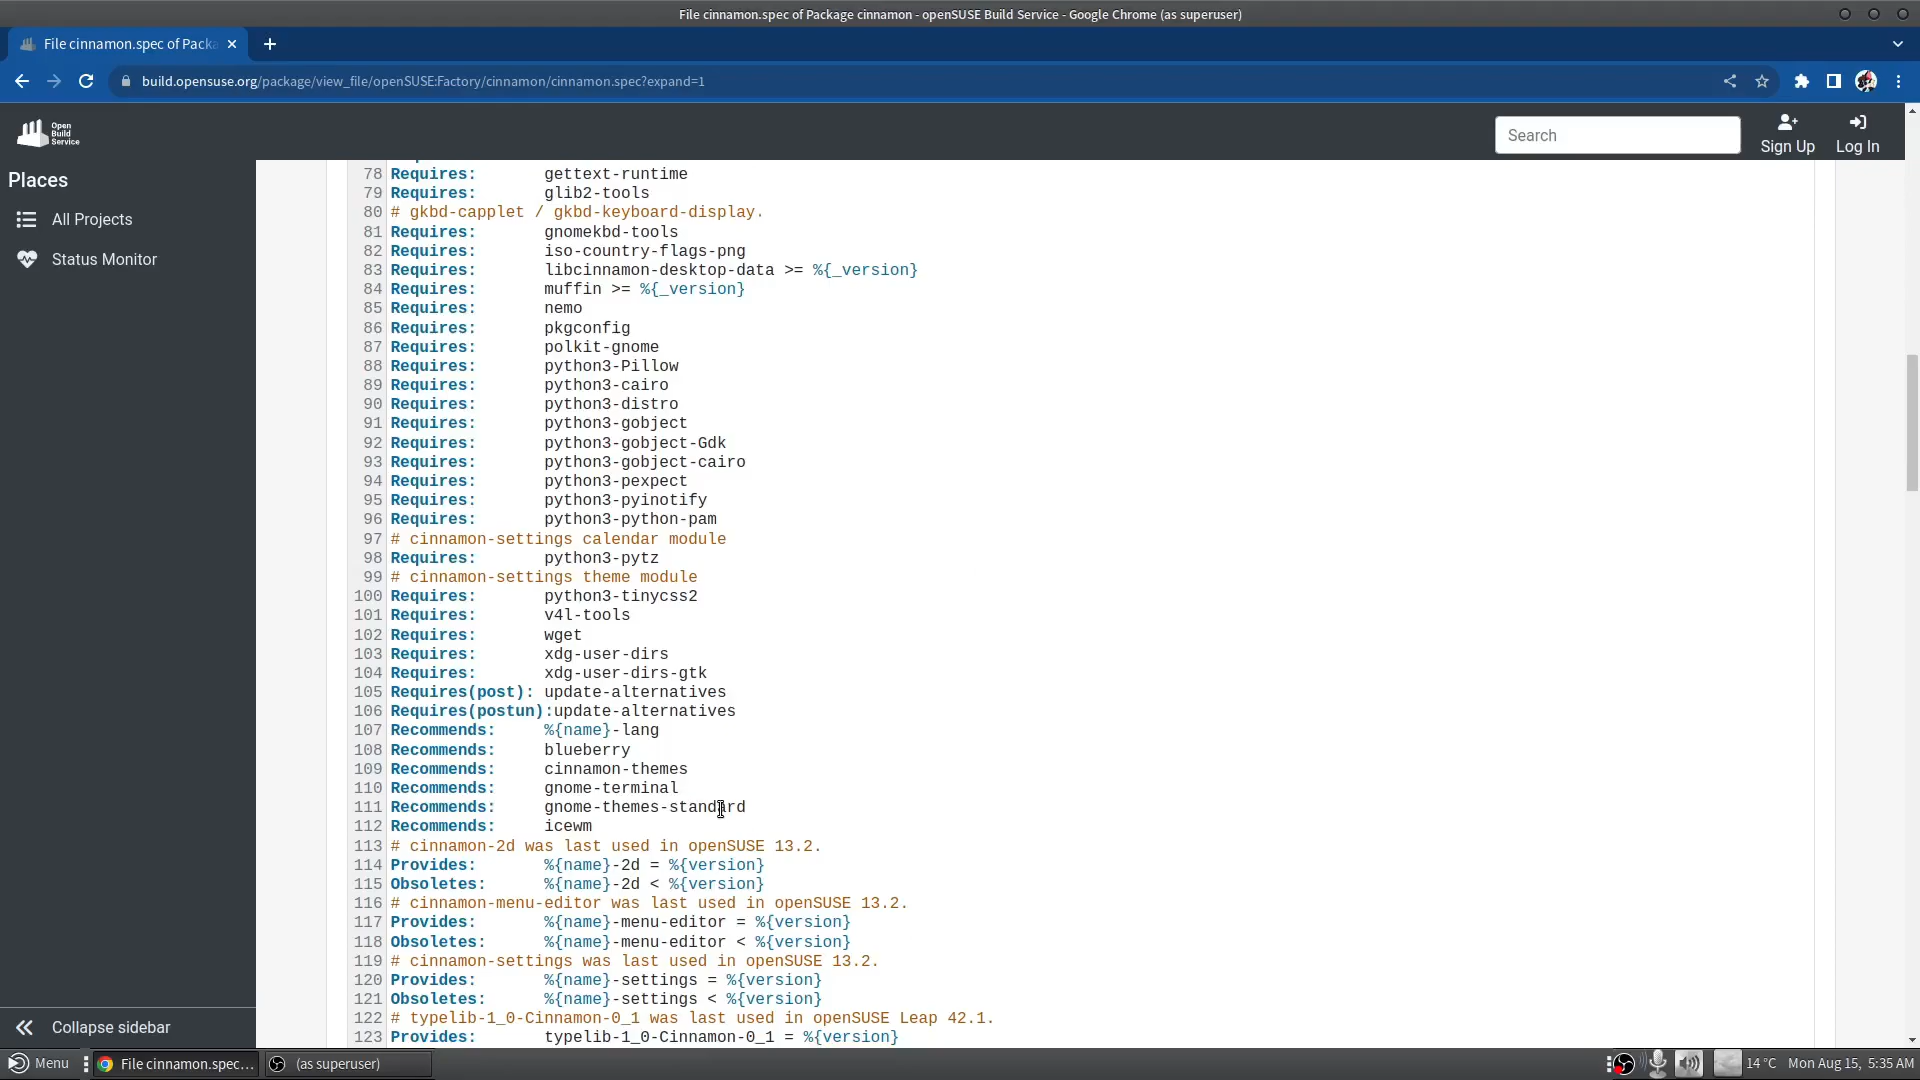 File cinnamon.spec of Package cinnamon - openSUSE Build Service - Google Chrome (as superuser)
File cinnamon.spec of Packa
build.opensuse.org/package/view_file/openSUSE:Factory/cinnamon/cinnamon.spec?expand=1
Open
Build
Service
Search
Sign Up
Log In
Places
All Projects
Status Monitor
78 Requires: gettext-runtime
79 Requires: glib2-tools
80 # gkbd-capplet / gkbd-keyboard-display.
81 Requires: gnomekbd-tools
82 Requires: iso-country-flags-png
83 Requires: libcinnamon-desktop-data >= %{_version}
84 Requires: muffin >= %{_version}
85 Requires: nemo
86 Requires: pkgconfig
87 Requires: polkit-gnome
88 Requires: python3-Pillow
89 Requires: python3-cairo
90 Requires: python3-distro
91 Requires: python3-gobject
92 Requires: python3-gobject-Gdk
93 Requires: python3-gobject-cairo
94 Requires: python3-pexpect
95 Requires: python3-pyinotify
96 Requires: python3-python-pam
97 # cinnamon-settings calendar module
98 Requires: python3-pytz
99 # cinnamon-settings theme module
100 Requires: python3-tinycss2
101 Requires: v4l-tools
102 Requires: wget
103 Requires: xdg-user-dirs
104 Requires: xdg-user-dirs-gtk
105 Requires(post): update-alternatives
106 Requires(postun):update-alternatives
107 Recommends: %{name}-lang
108 Recommends: blueberry
109 Recommends: cinnamon-themes
110 Recommends: gnome-terminal
111 Recommends: gnome-themes-standard
112 Recommends: icewm
113 # cinnamon-2d was last used in openSUSE 13.2.
114 Provides: %{name}-2d = %{version}
115 Obsoletes: %{name}-2d < %{version}
116 # cinnamon-menu-editor was last used in openSUSE 13.2.
117 Provides: %{name}-menu-editor = %{version}
118 Obsoletes: %{name}-menu-editor < %{version}
119 # cinnamon-settings was last used in openSUSE 13.2.
120 Provides: %{name}-settings = %{version}
121 Obsoletes: %{name}-settings < %{version}
122 # typelib-1_0-Cinnamon-0_1 was last used in openSUSE Leap 42.1.
123 Provides: typelib-1_0-Cinnamon-0_1 = %{version}
Collapse sidebar
Menu
File cinnamon.spec...
(as superuser)
14 °C
Mon Aug 15, 5:35 AM